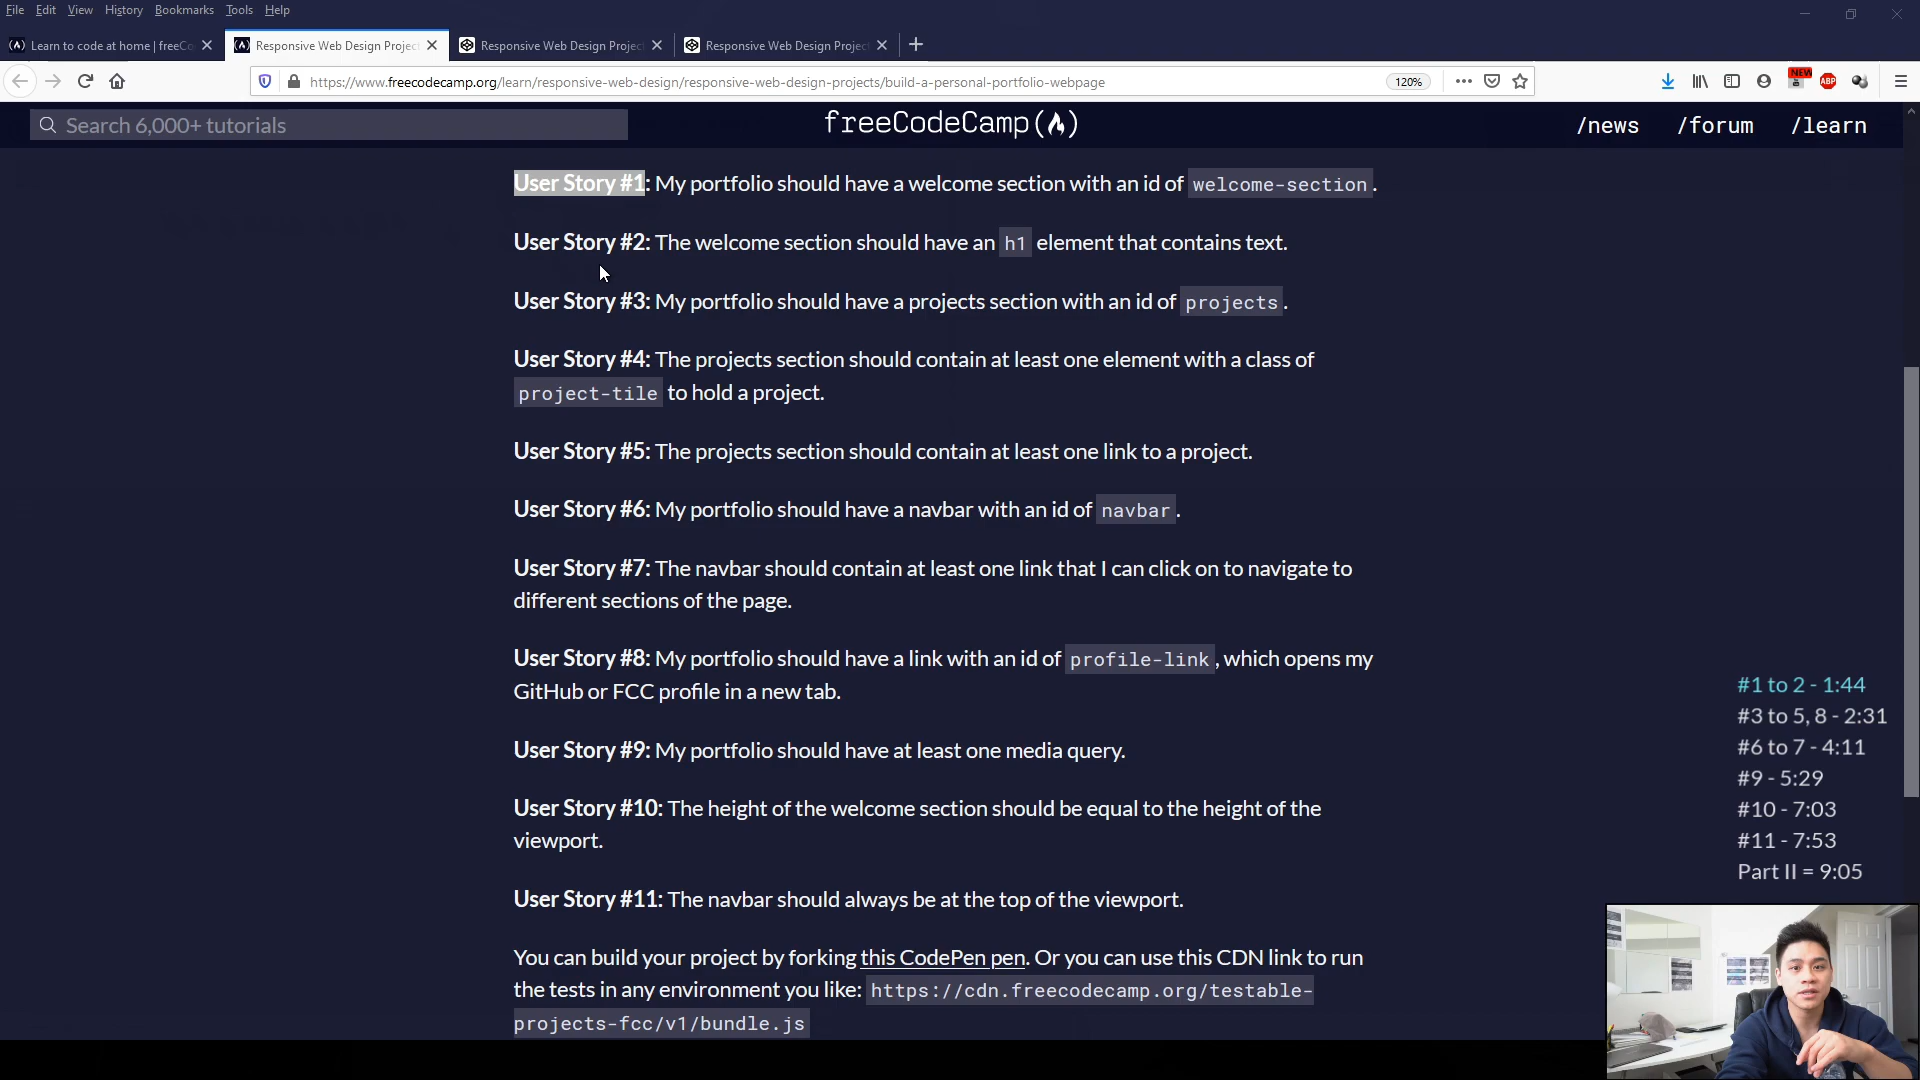 File Edit View History Bookmarks Tools Help
Learn to code at home | freeCo
Responsive Web Design Projec
Responsive Web Design Projec
Responsive Web Design Projec
https://www.freecodecamp.org/learn/responsive-web-design/responsive-web-design-projects/build-a-personal-portfolio-webpage
120%
NEW
ABP
Search 6,000+ tutorials
freeCodeCamp
/news /forum /learn
User Story #1: My portfolio should have a welcome section with an id of welcome-section.
User Story #2: The welcome section should have an h1 element that contains text.
User Story #3: My portfolio should have a projects section with an id of projects.
User Story #4: The projects section should contain at least one element with a class of
project-tile to hold a project.
User Story #5: The projects section should contain at least one link to a project.
User Story #6: My portfolio should have a navbar with an id of navbar.
User Story #7: The navbar should contain at least one link that I can click on to navigate to
different sections of the page.
User Story #8: My portfolio should have a link with an id of profile-link, which opens my
GitHub or FCC profile in a new tab.
User Story #9: My portfolio should have at least one media query.
User Story #10: The height of the welcome section should be equal to the height of the
viewport.
User Story #11: The navbar should always be at the top of the viewport.
You can build your project by forking this CodePen pen. Or you can use this CDN link to run
the tests in any environment you like: https://cdn.freecodecamp.org/testable-
projects-fcc/v1/bundle.js
#1 to 2 - 1:44
#3 to 5, 8 - 2:31
#6 to 7 - 4:11
#9 - 5:29
#10 - 7:03
#11 - 7:53
Part II = 9:05